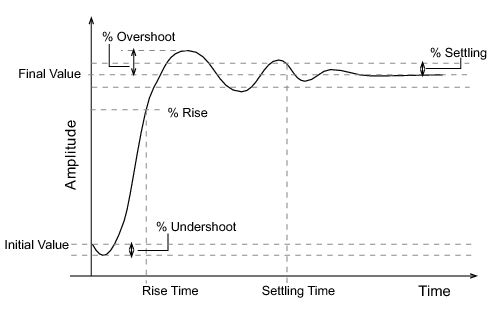 % Overshoot
% Settling
Final Value
% Rise
Amplitude
% Undershoot
Initial Value
Rise Time
Settling Time
Time